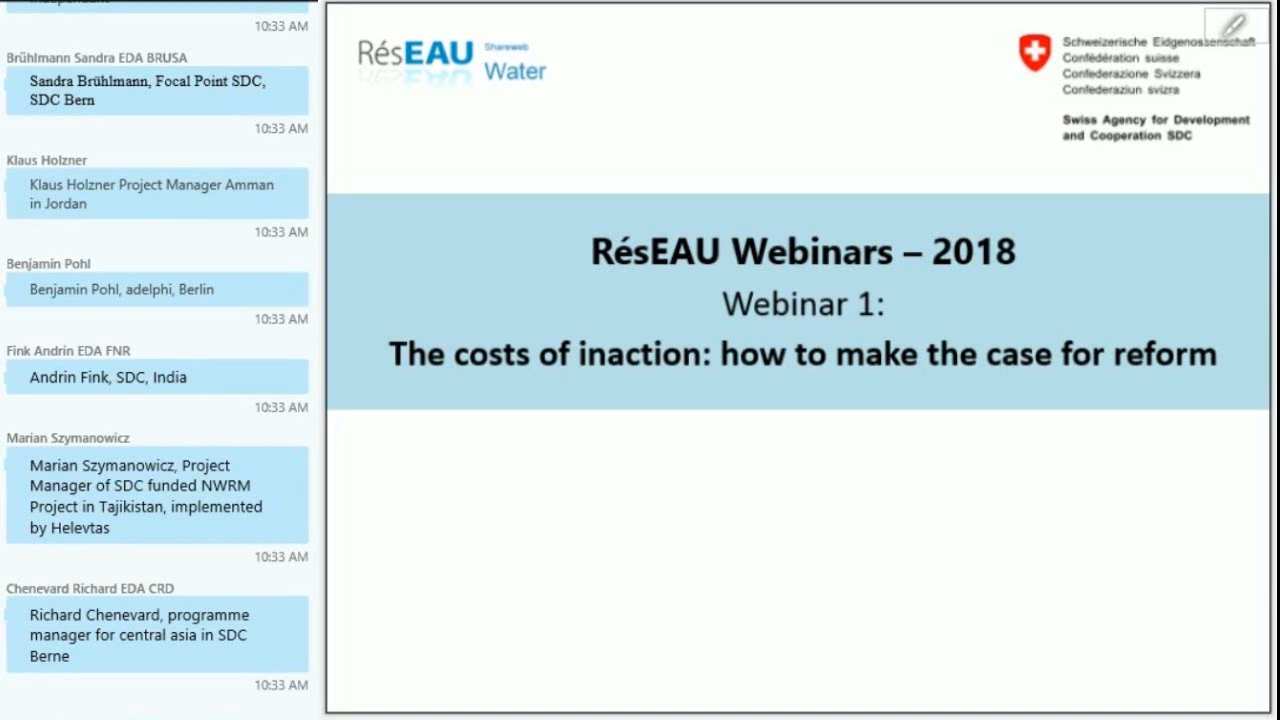 10:33 AM
Brühlmann Sandra EDA BRUSA
Sandra Brühlmann, Focal Point SDC,
SDC Bern
10:33 AM
Klaus Holzner
Klaus Holzner Project Manager Amman
in Jordan
10:33 AM
Benjamin Pohl
Benjamin Pohl, adelphi, Berlin
10:33 AM
Fink Andrin EDA FNR
Andrin Fink, SDC, India
10:33 AM
Marian Szymanowicz
Marian Szymanowicz, Project
Manager of SDC funded NWRM
Project in Tajikistan, implemented
by Helevtas
10:33 AM
Chenevard Richard EDA CRD
Richard Chenevard, programme
manager for central asia in SDC
Berne
10:33 AM
RésEAU Shareweb
Water
Schweizerische Eidgenossenschaft
Confédération suisse
Confederazione Svizzera
Confederaziun svizra
Swiss Agency for Development
and Cooperation SDC
RésEAU Webinars – 2018
Webinar 1:
The costs of inaction: how to make the case for reform